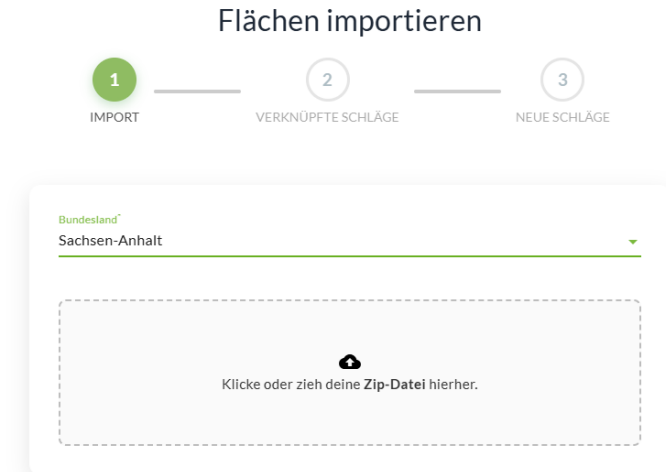 Flächen importieren
1
2
3
IMPORT
VERKNÜPFTE SCHLÄGE
NEUE SCHLÄGE
Bundesland*
Sachsen-Anhalt
Klicke oder zieh deine Zip-Datei hierher.